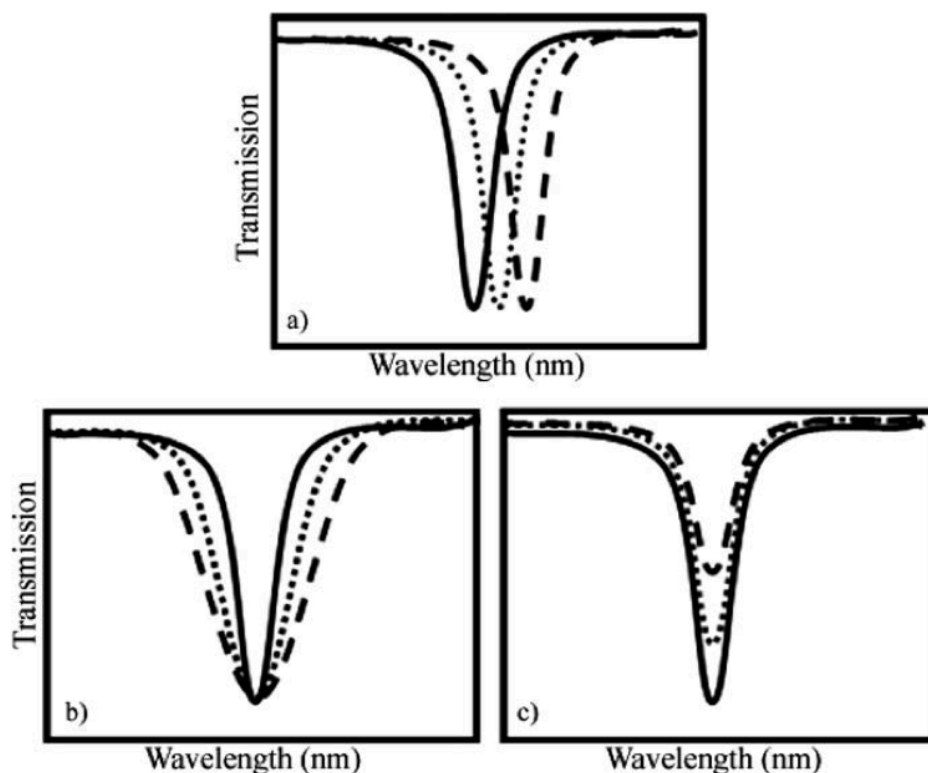 Transmission
a)
Wavelength (nm)
Transmission
b)
Wavelength (nm)
c)
Wavelength (nm)